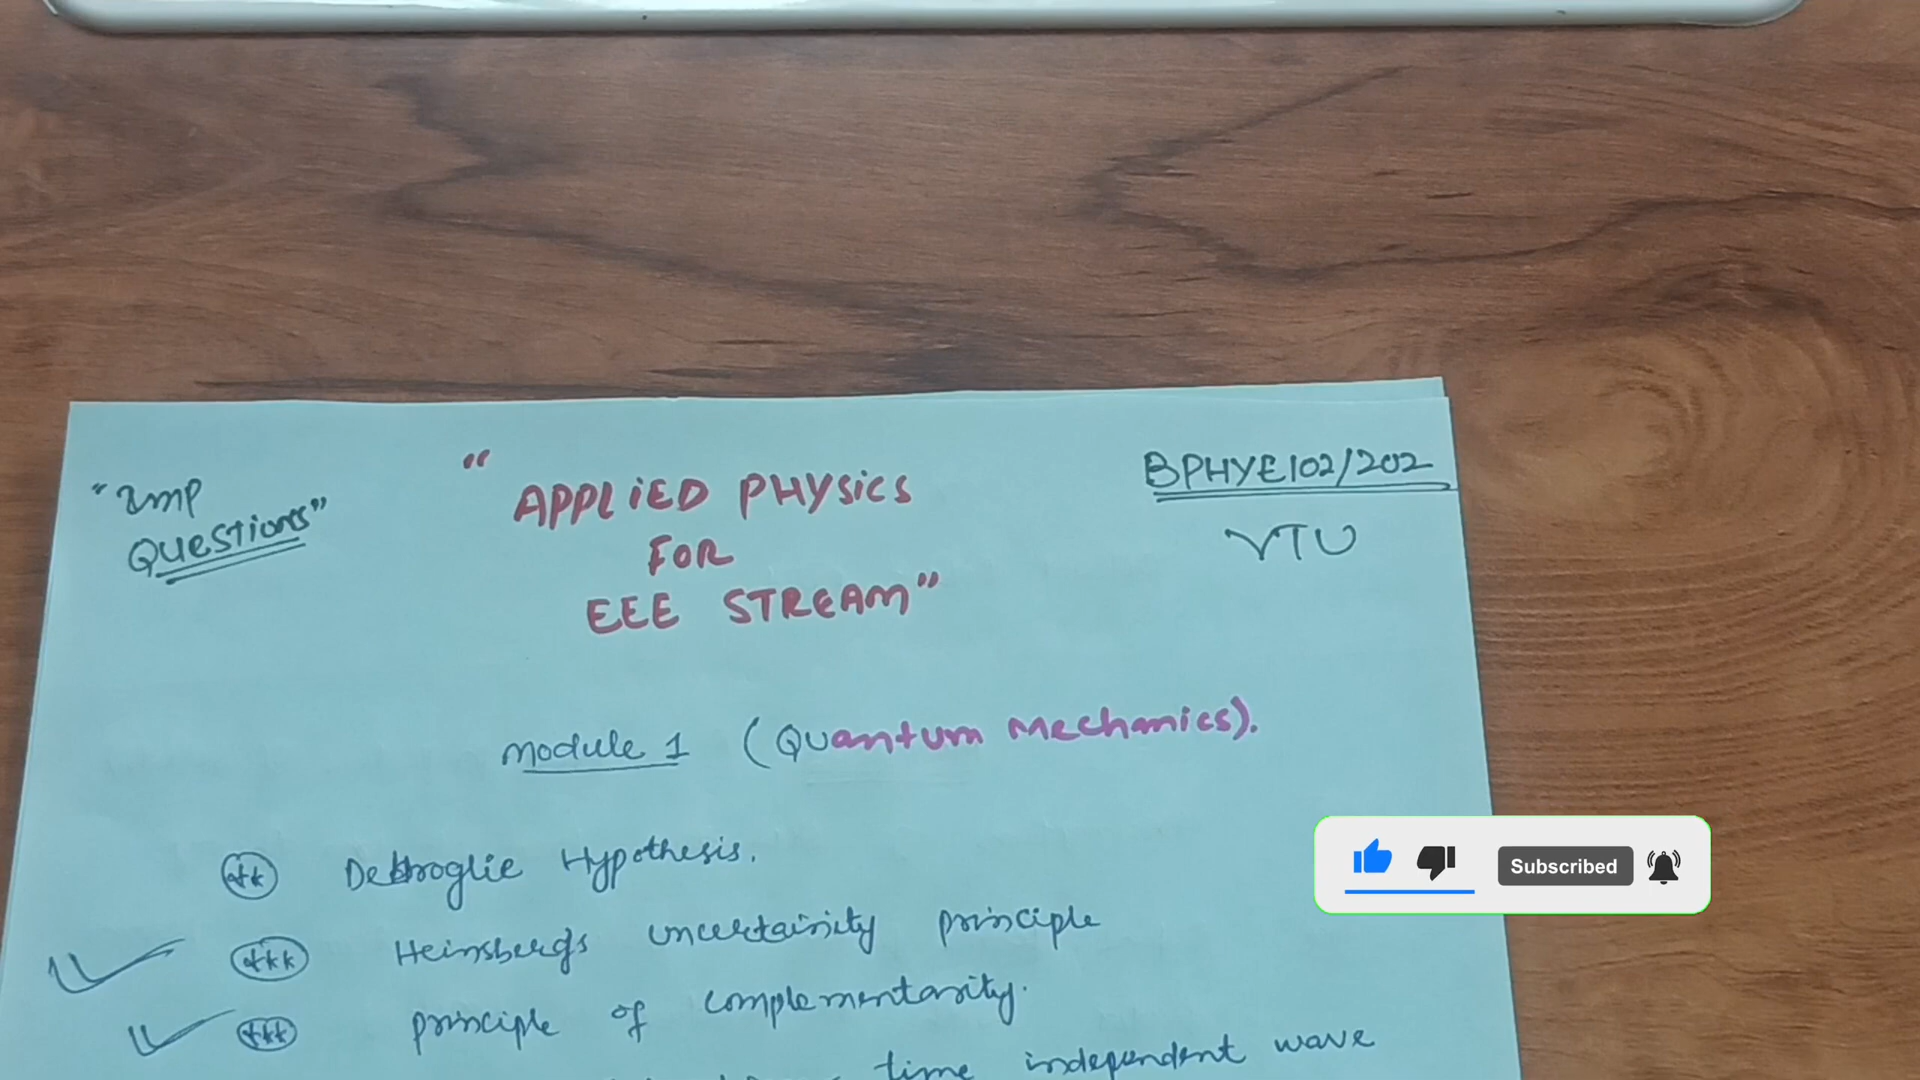 "Imp
QUESTIONS"
" APPLIED PHYSICS
FOR
EEE STREAM"
BPHYE102/202
VTU
Module 1 (Quantum Mechanics).
** Debroglie Hypothesis.
*** Heinsberg's uncertainity principle
*** principle of complementarity.
time independent wave
Subscribed